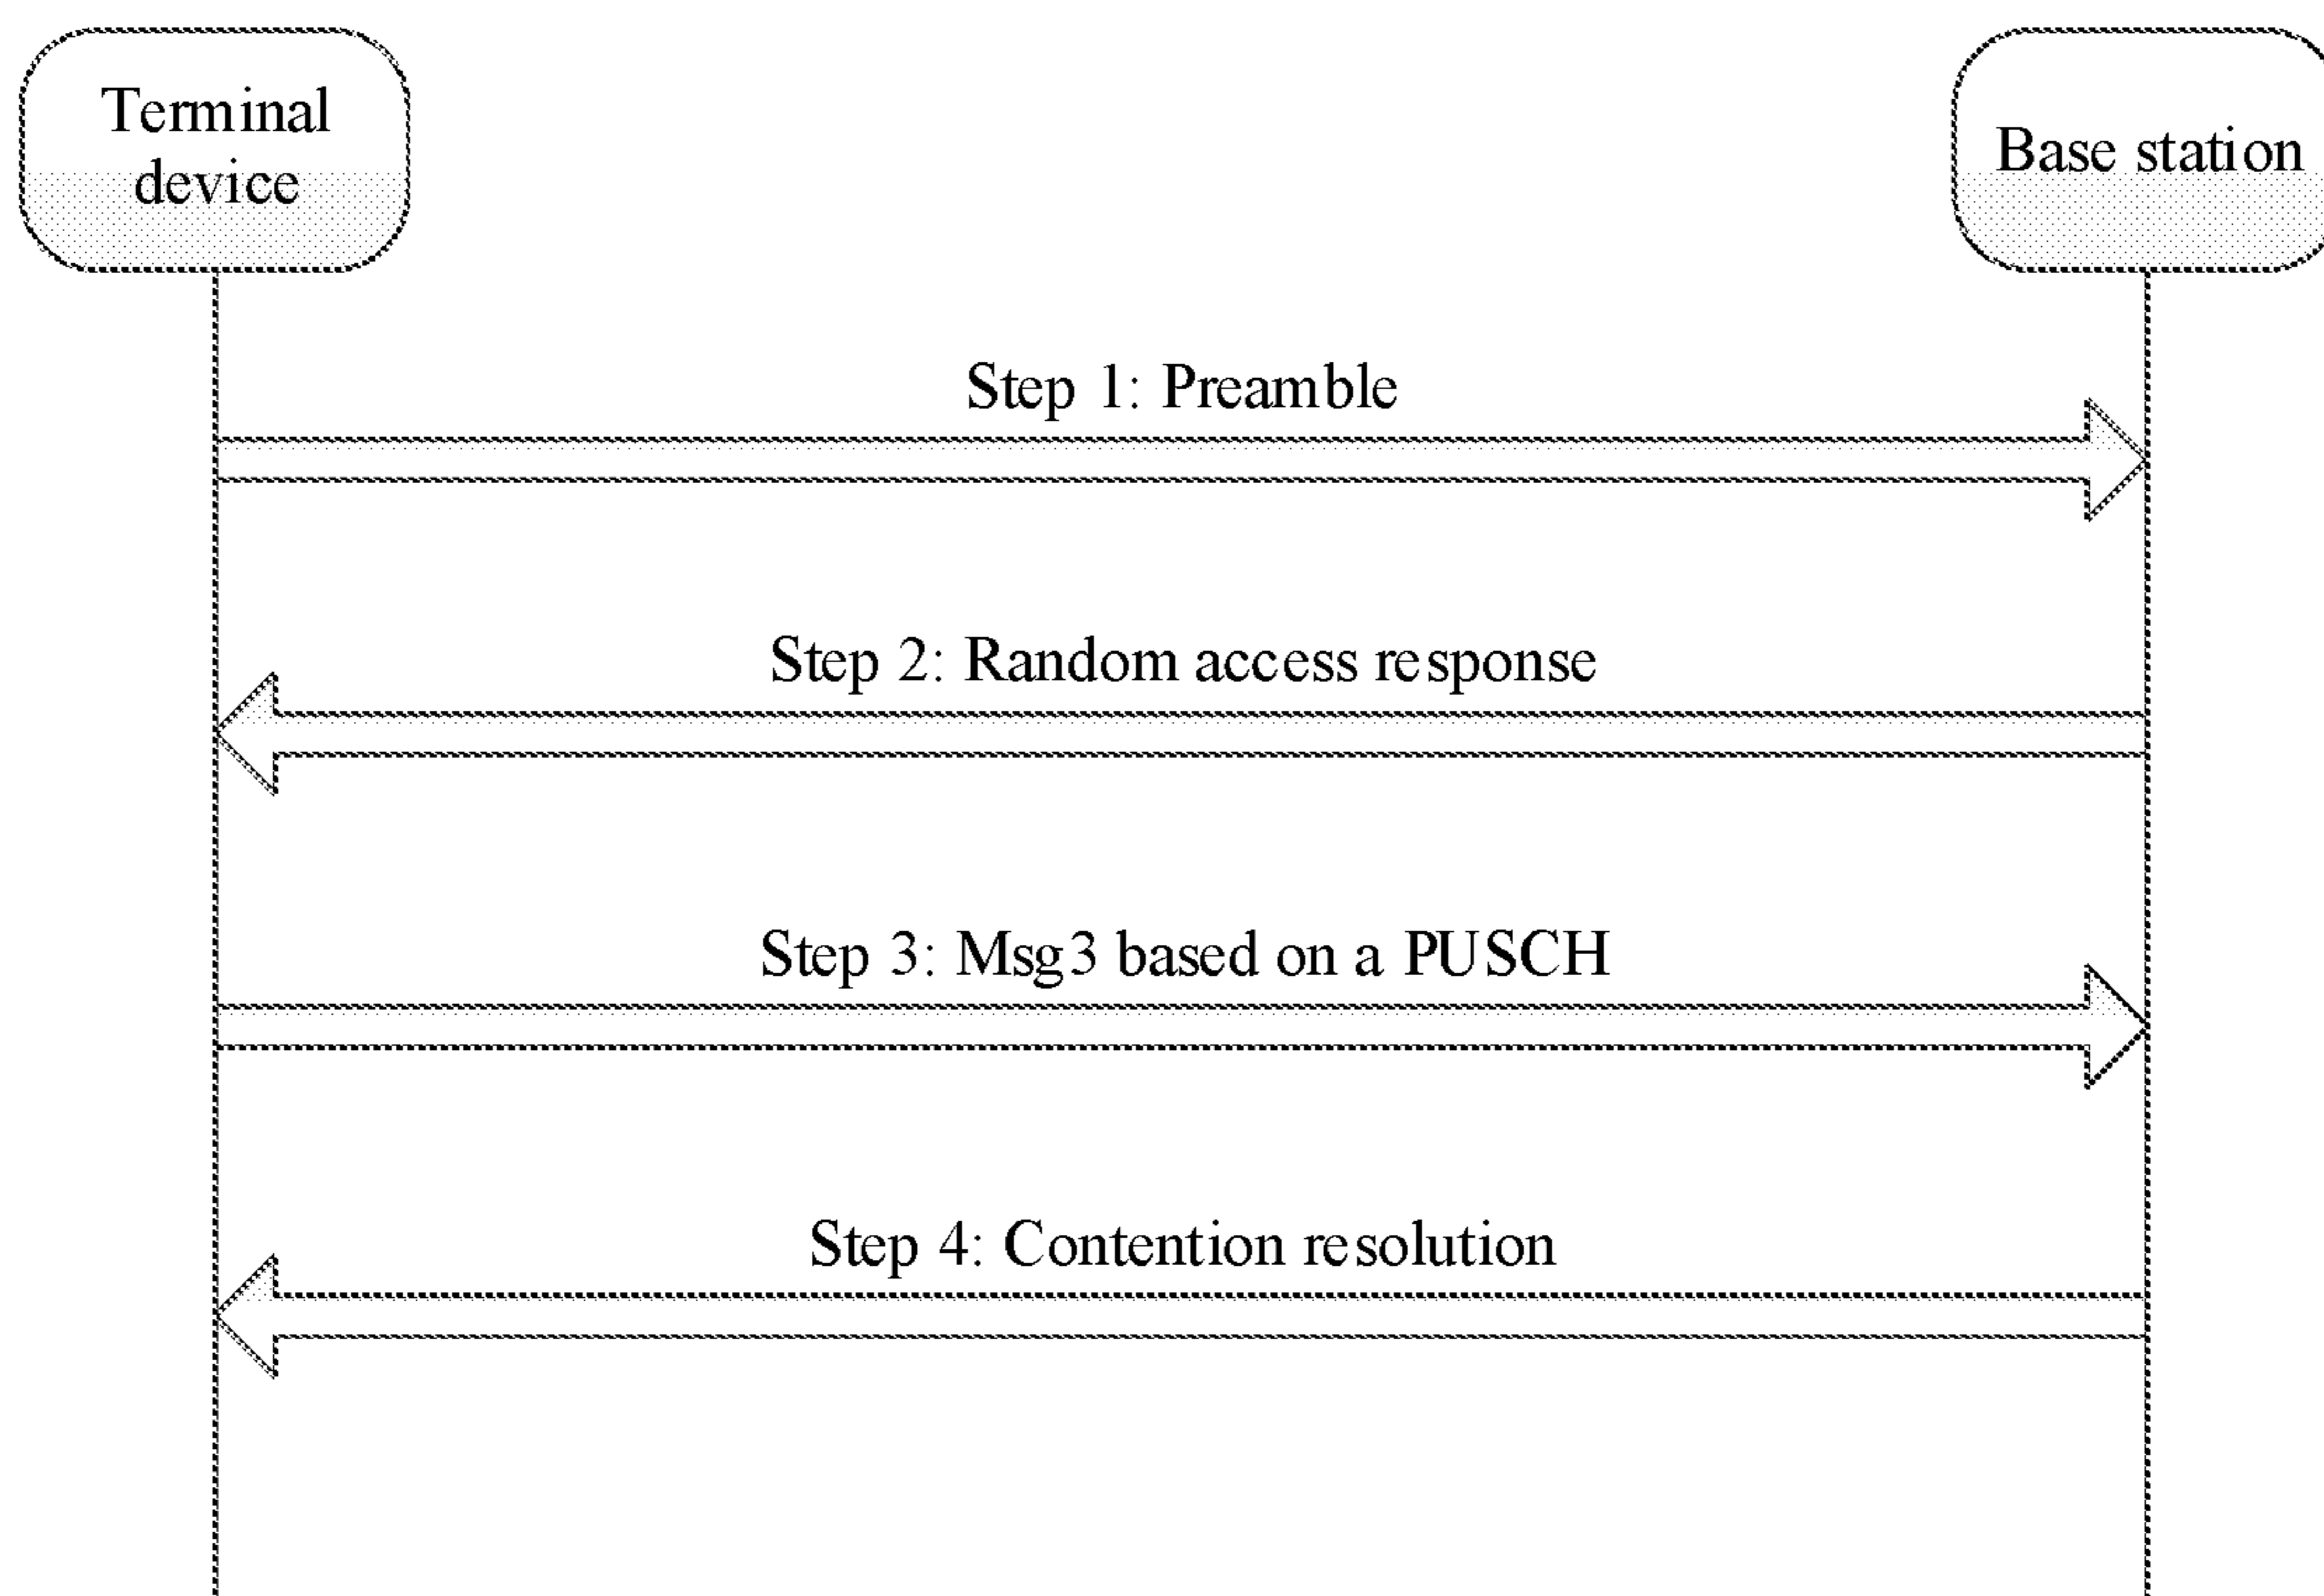 Terminal
device
Base station
Step 1: Preamble
Step 2: Random access response
Step 3: Msg3 based on a PUSCH
Step 4: Contention resolution